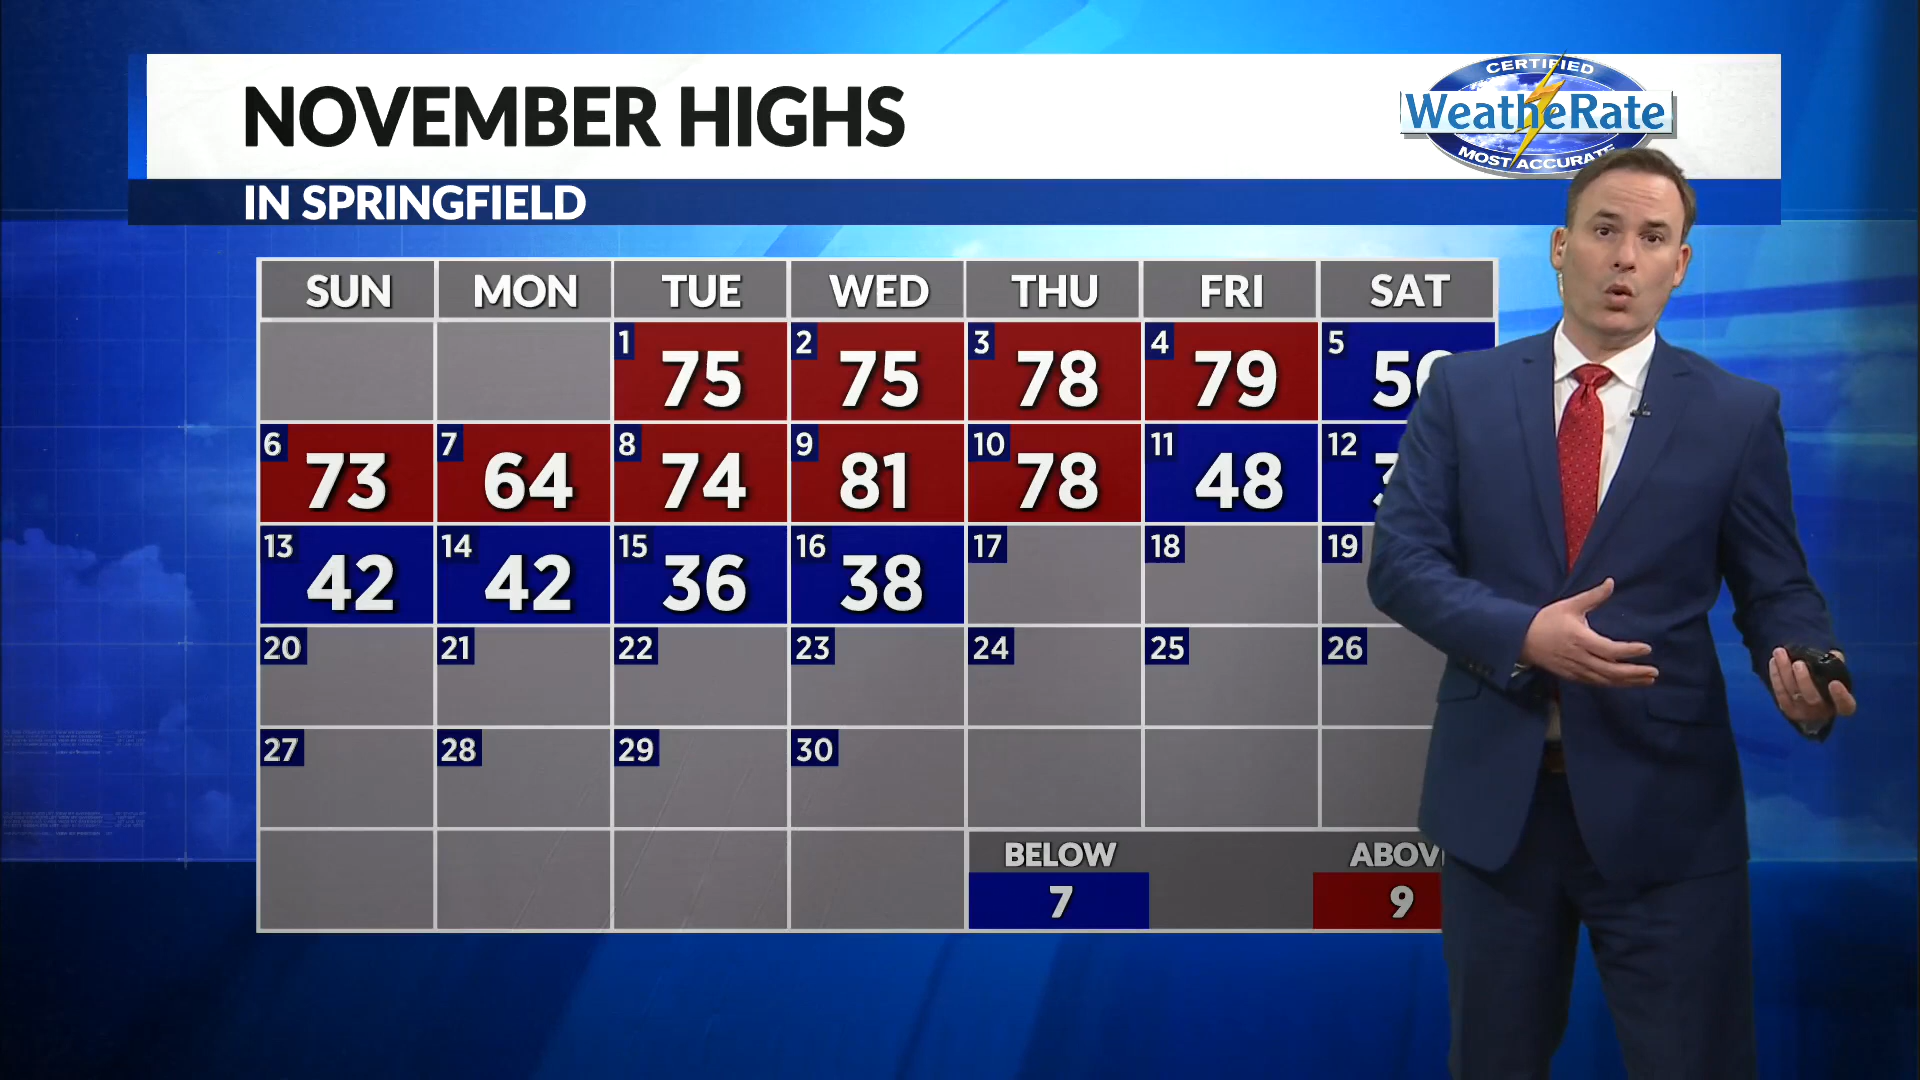 NOVEMBER HIGHS
CERTIFIED
WeatheRate
MOST ACCURATE
IN SPRINGFIELD
SUN MON TUE WED THU FRI SAT
1 75 2 75 3 78 4 79 5
6 73 7 64 8 74 9 81 10 78 11 48 12
13 42 14 42 15 36 16 38 17 18 19
20 21 22 23 24 25 26
27 28 29 30
BELOW
7 9